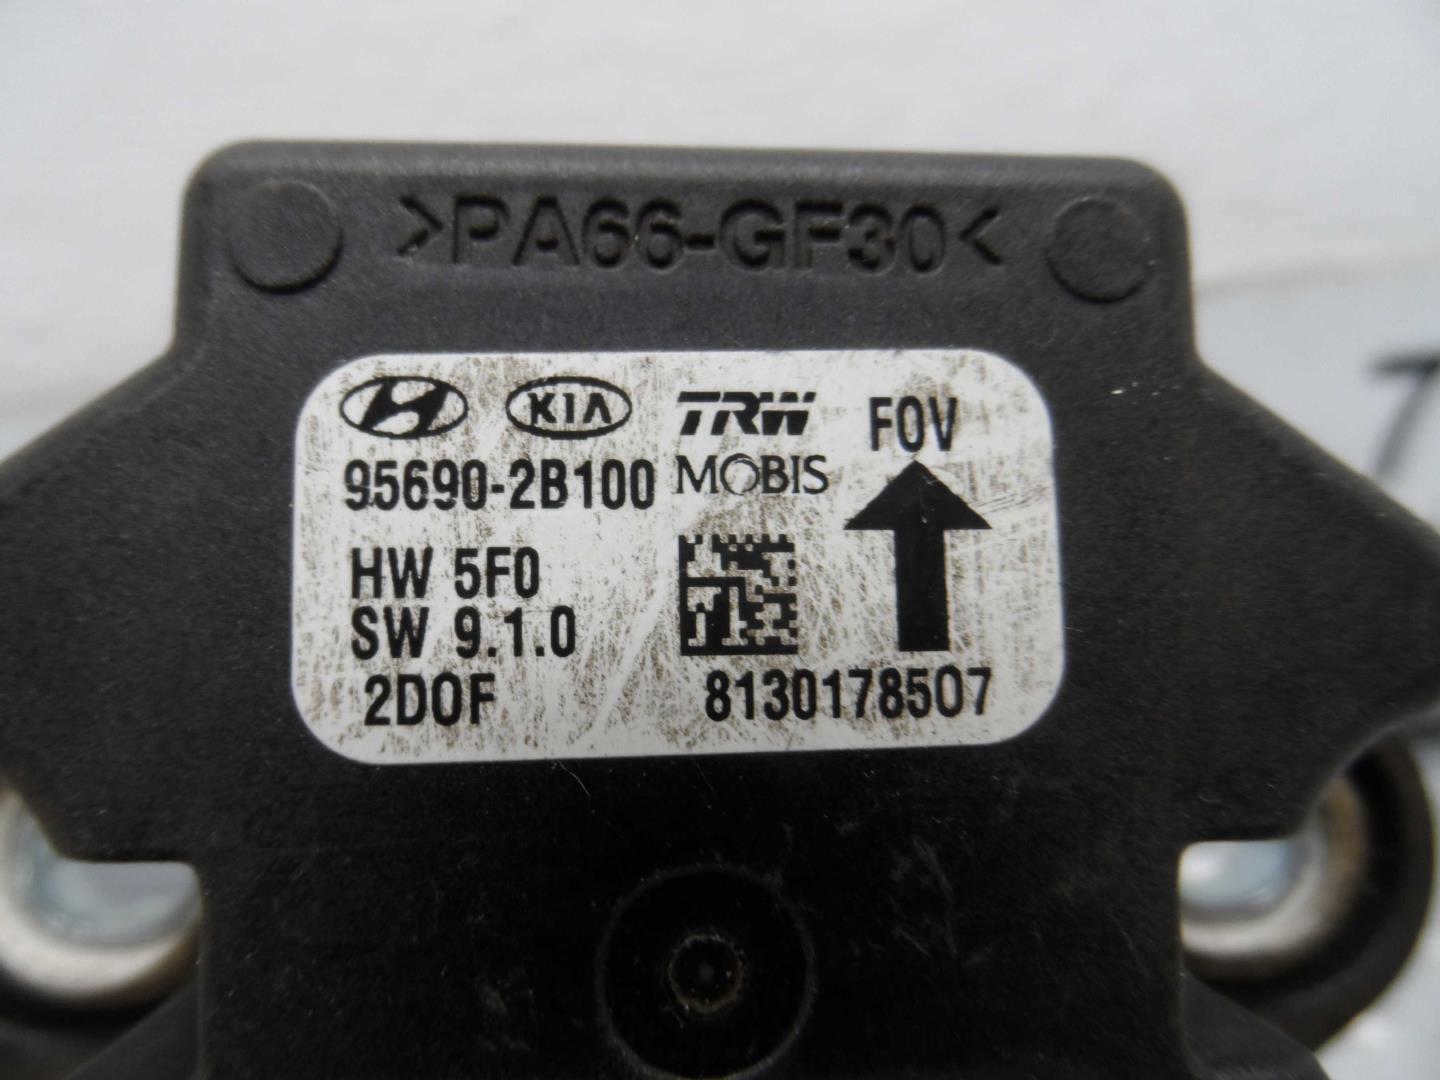 >PA66-GF30<
KIA TRW FOV
95690-2B100 MOBIS
HW 5F0
SW 9.1.0
2DOF 8130178507